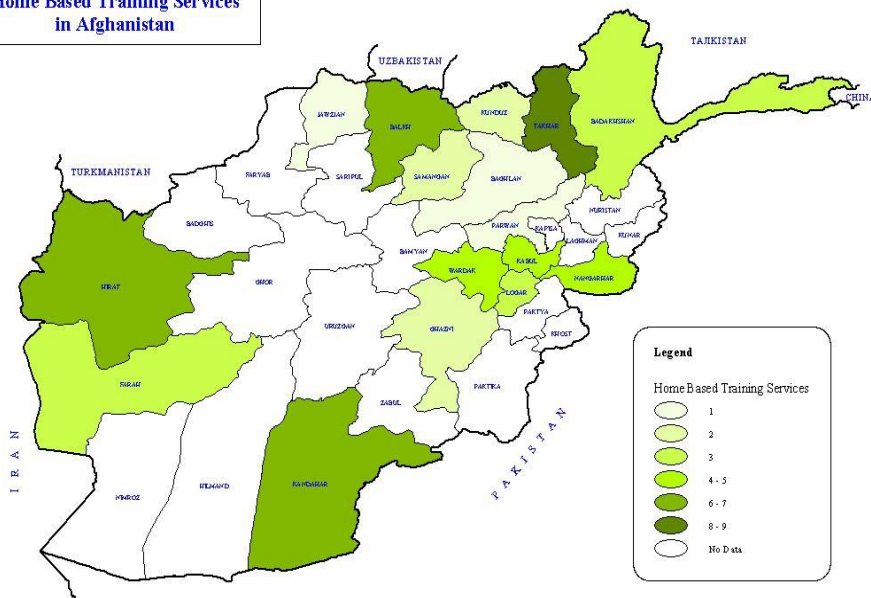 Home Based Training Services
in Afghanistan
TAJIKISTAN
UZBAKISTAN
CHINA
JAWZJAN
BALKH
KUNDUZ
TAKHAR
BADAKHSHAN
TURKMANISTAN
FARYAB
SARIPUL
SAMANGAN
BAGHLAN
NURISTAN
BADGHIS
PARWAN
KAPISA
LAGHMAN
KUNAR
BAMYAN
WARDAK
KABUL
NANGARHAR
HIRAT
GHOR
LOGAR
PAKTYA
KHOST
URUZGAN
GHAZNI
FARAH
ZABUL
PAKTIKA
IRAN
PAKISTAN
NIMROZ
HILMAND
KANDAHAR
Legend
Home Based Training Services
1
2
3
4 - 5
6 - 7
8 - 9
No Data